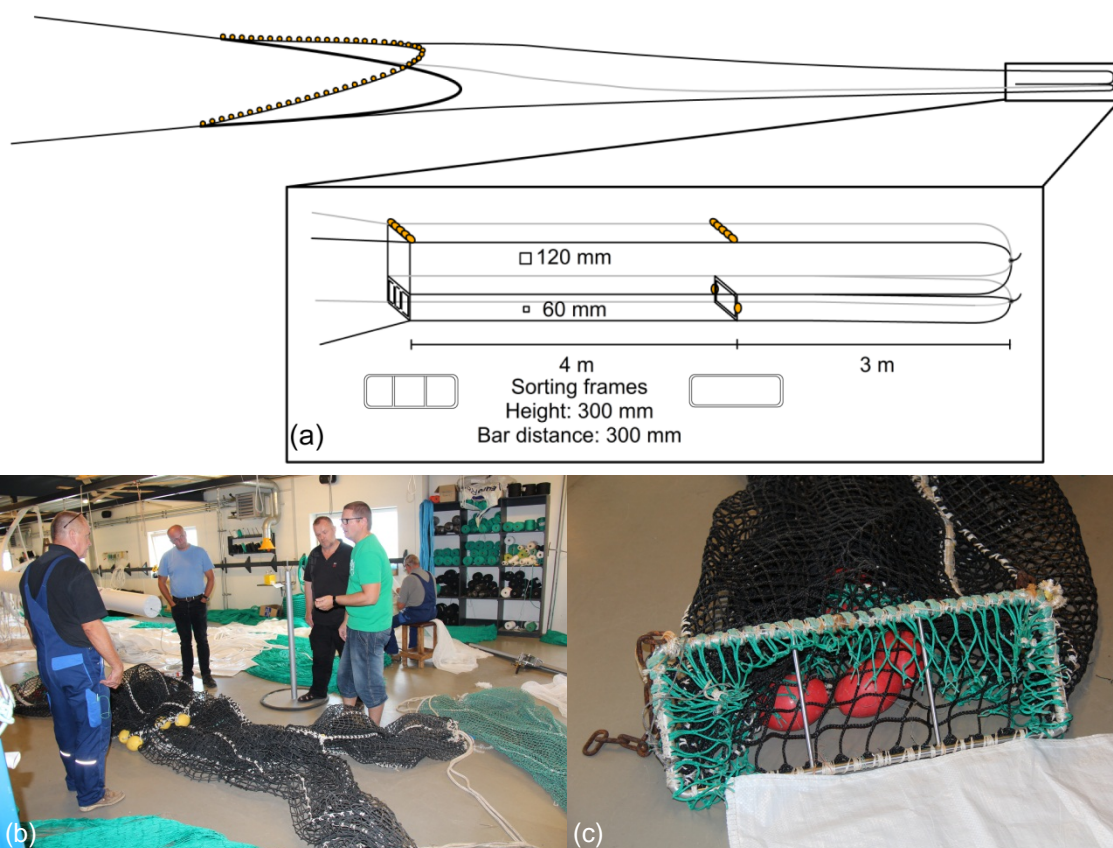 120 mm
60 mm
4 m
3 m
Sorting frames
Height: 300 mm
Bar distance: 300 mm
(a)
(b)
(c)